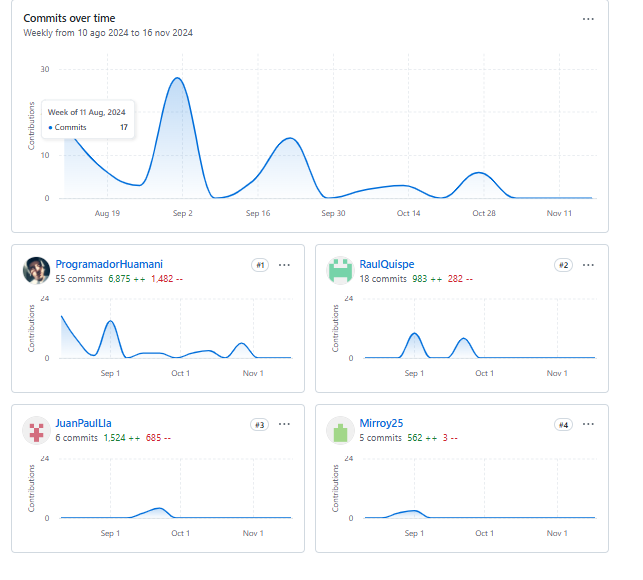 Commits over time
Weekly from 10 ago 2024 to 16 nov 2024
Contributions
30
10
0
Week of 11 Aug, 2024
Commits 17
Aug 19 Sep 2 Sep 16 Sep 30 Oct 14 Oct 28 Nov 11
ProgramadorHuamani #1
55 commits 6,875 ++ 1,482 --
Contributions
24
0
Sep 1 Oct 1 Nov 1
RaulQuispe #2
18 commits 983 ++ 282 --
Contributions
24
0
Sep 1 Oct 1 Nov 1
JuanPaulLla #3
6 commits 1,524 ++ 685 --
Contributions
24
0
Sep 1 Oct 1 Nov 1
Mirroy25 #4
5 commits 562 ++ 3 --
Contributions
24
0
Sep 1 Oct 1 Nov 1